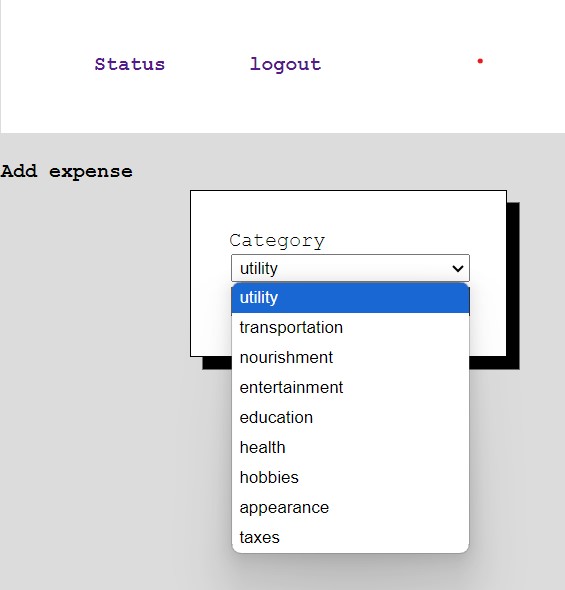 Status logout
Add expense
Category
utility
utility
transportation
nourishment
entertainment
education
health
hobbies
appearance
taxes